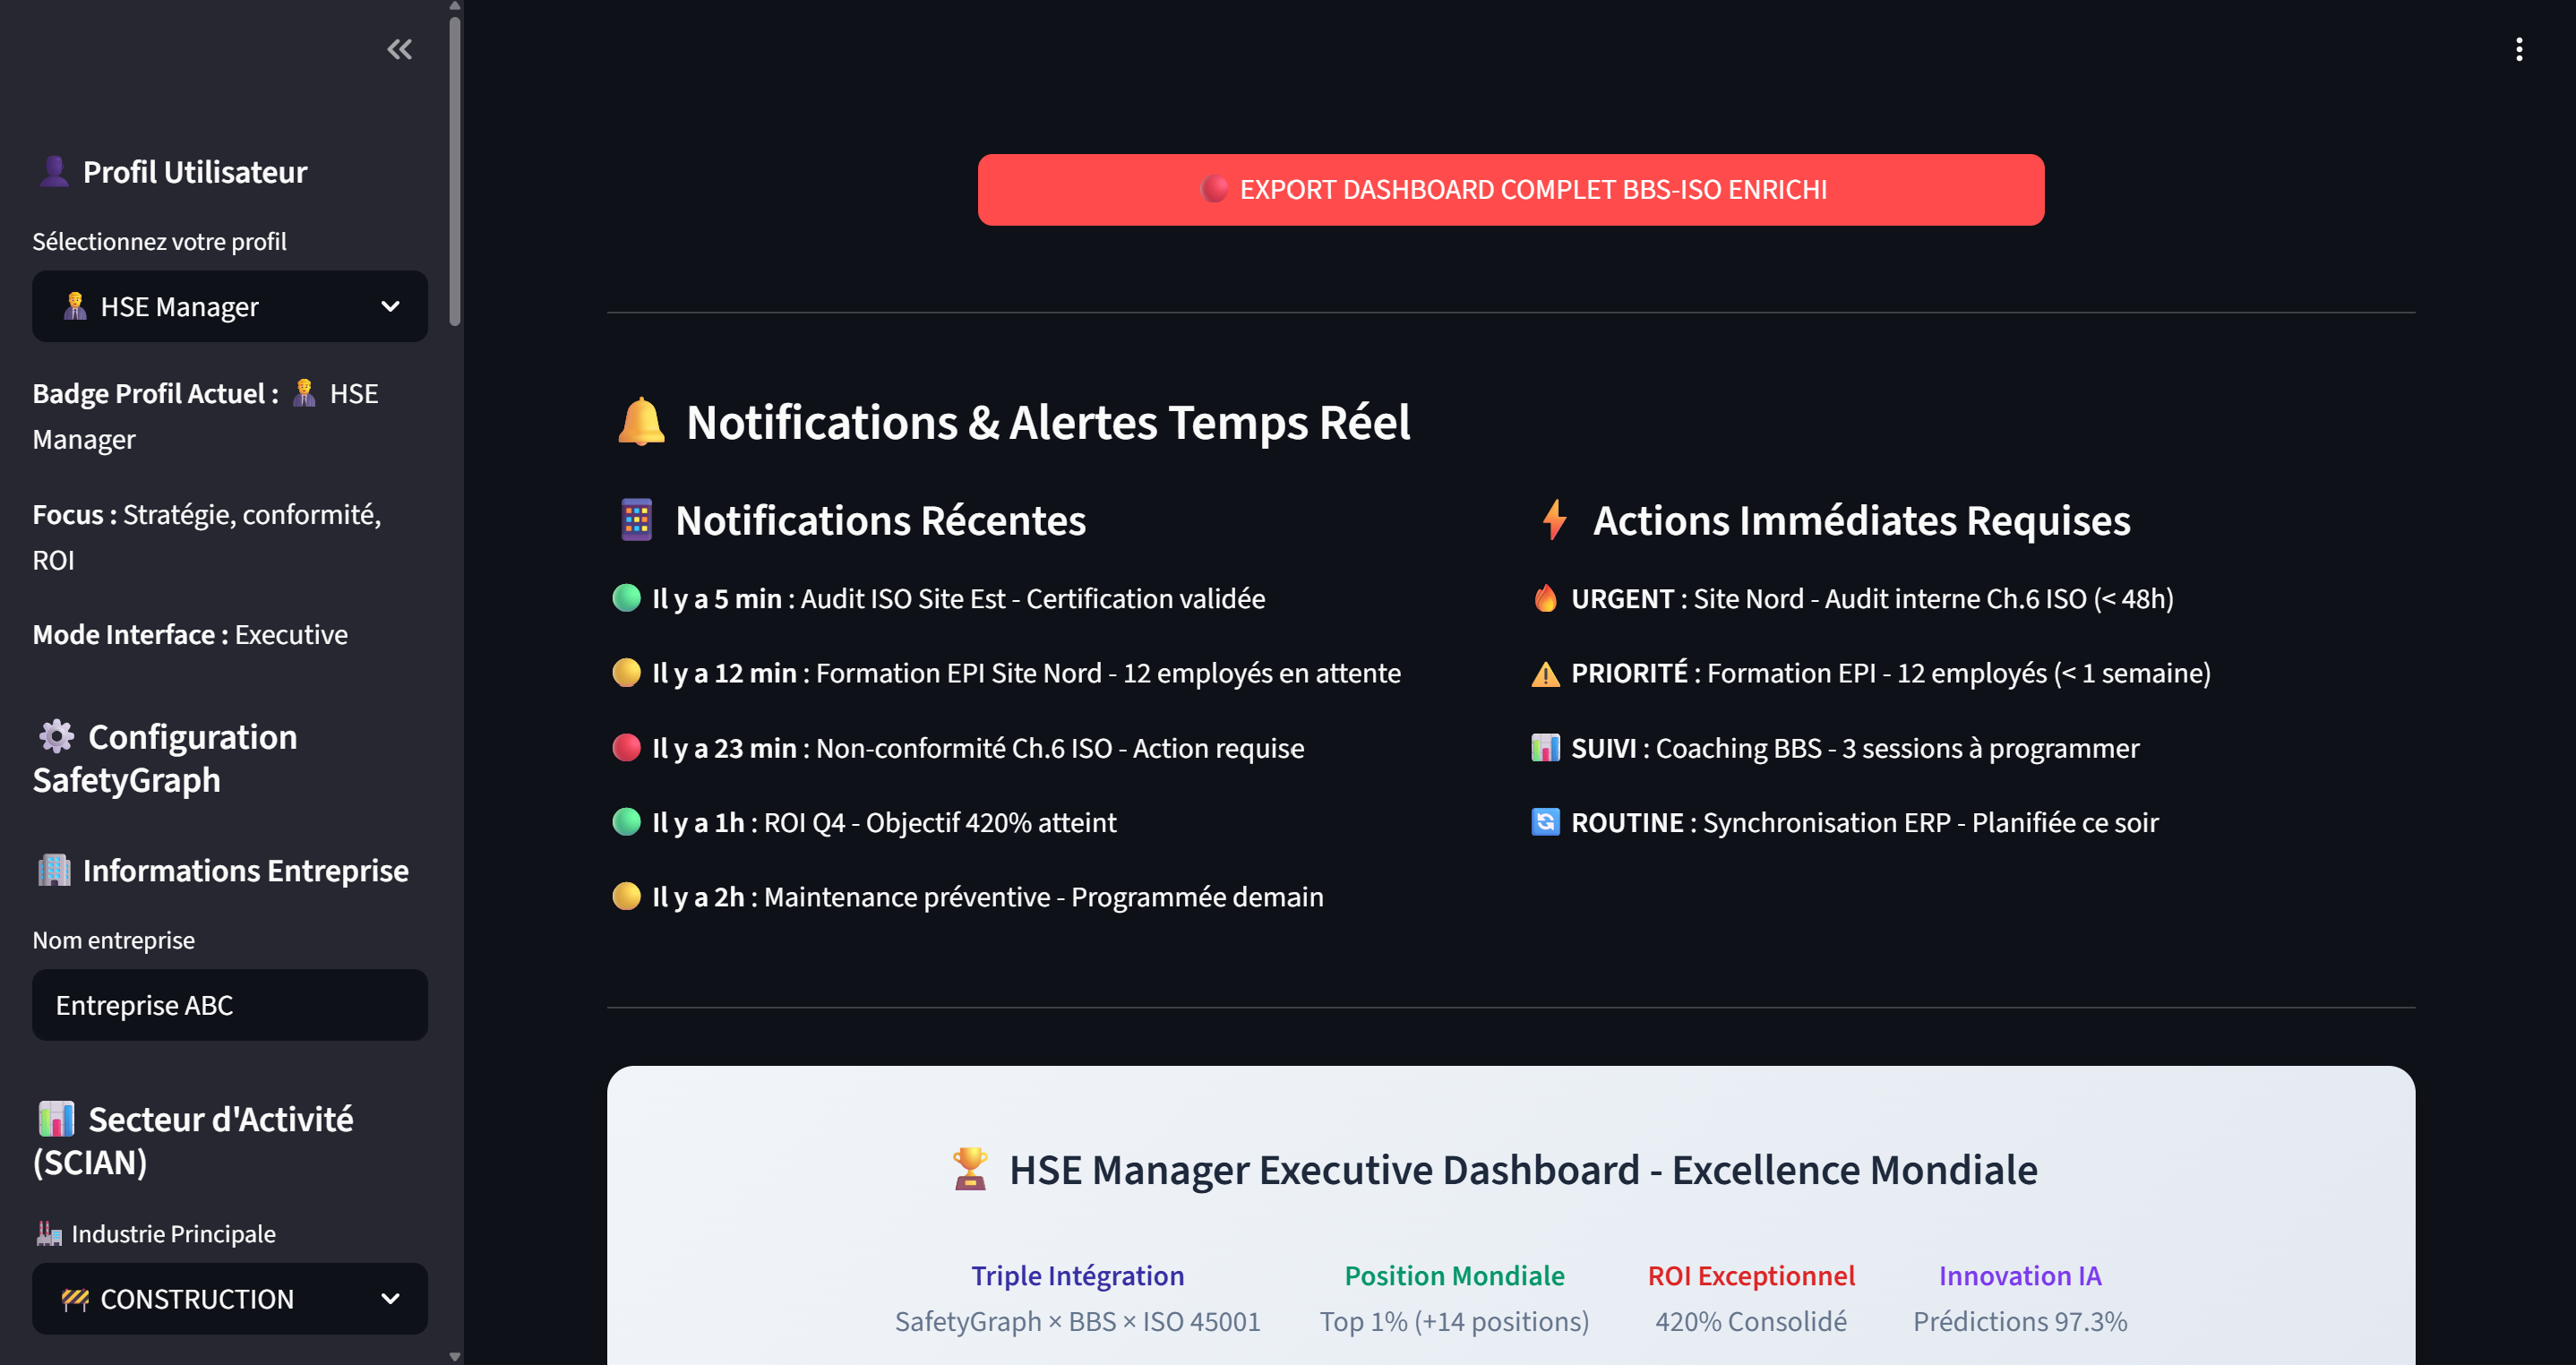 Profil Utilisateur
Sélectionnez votre profil
HSE Manager
Badge Profil Actuel : HSE
Manager
Focus : Stratégie, conformité,
ROI
Mode Interface : Executive
Configuration
SafetyGraph
Informations Entreprise
Nom entreprise
Entreprise ABC
Secteur d'Activité
(SCIAN)
Industrie Principale
CONSTRUCTION
EXPORT DASHBOARD COMPLET BBS-ISO ENRICHI
Notifications & Alertes Temps Réel
Notifications Récentes
Il y a 5 min : Audit ISO Site Est - Certification validée
Il y a 12 min : Formation EPI Site Nord - 12 employés en attente
Il y a 23 min : Non-conformité Ch.6 ISO - Action requise
Il y a 1h : ROI Q4 - Objectif 420% atteint
Il y a 2h : Maintenance préventive - Programmée demain
Actions Immédiates Requises
URGENT : Site Nord - Audit interne Ch.6 ISO (< 48h)
PRIORITÉ : Formation EPI - 12 employés (< 1 semaine)
SUIVI : Coaching BBS - 3 sessions à programmer
ROUTINE : Synchronisation ERP - Planifiée ce soir
HSE Manager Executive Dashboard - Excellence Mondiale
Triple Intégration
SafetyGraph × BBS × ISO 45001
Position Mondiale
Top 1% (+14 positions)
ROI Exceptionnel
420% Consolidé
Innovation IA
Prédictions 97.3%